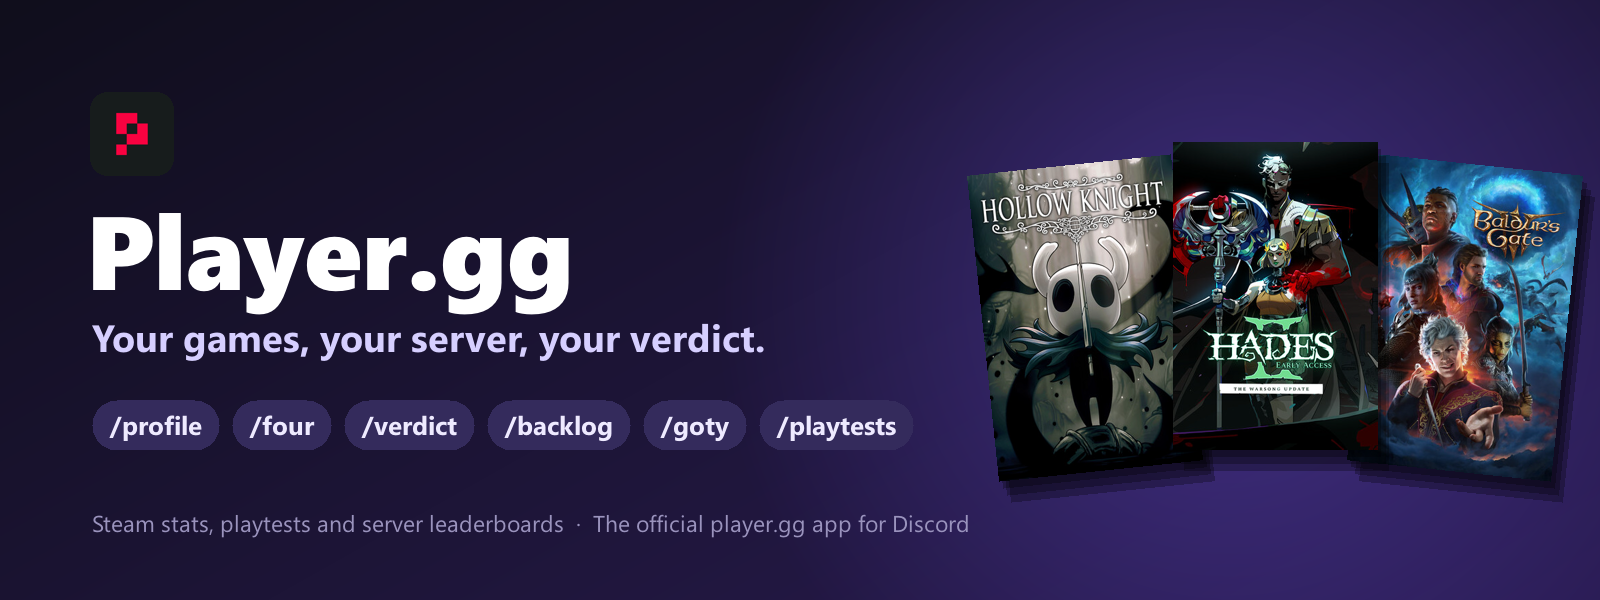 Player.gg
Your games, your server, your verdict.
/profile /four /verdict /backlog /goty /playtests
Steam stats, playtests and server leaderboards · The official player.gg app for Discord
HOLLOW KNIGHT
HADES
II
EARLY ACCESS
THE WARSONG UPDATE
Baldur's
Gate
III